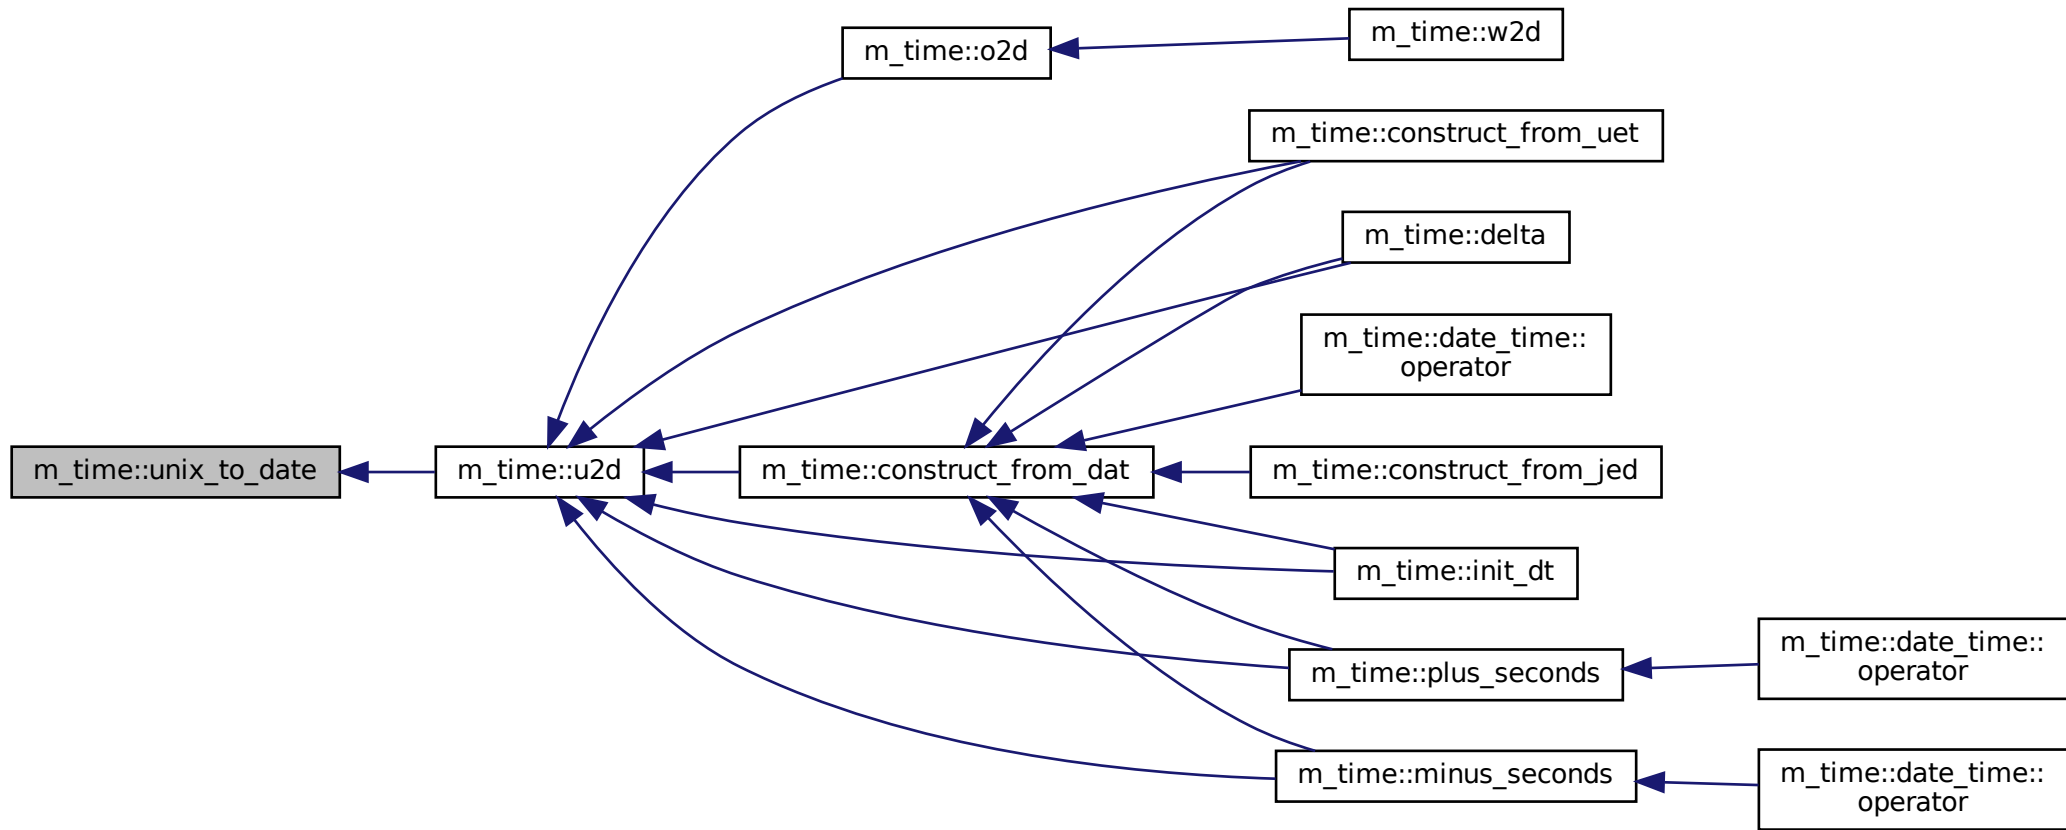 m_time::unix_to_date
m_time::u2d
m_time::o2d
m_time::w2d
m_time::construct_from_uet
m_time::delta
m_time::date_time::
operator
m_time::construct_from_dat
m_time::construct_from_jed
m_time::init_dt
m_time::plus_seconds
m_time::date_time::
operator
m_time::minus_seconds
m_time::date_time::
operator